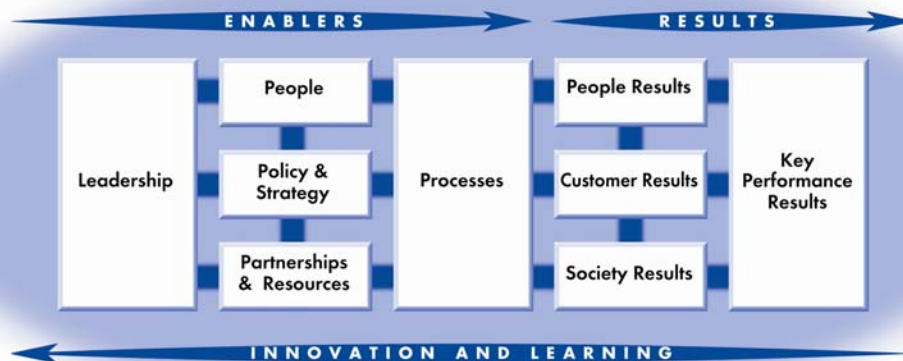 ENABLERS
RESULTS
Leadership
People
Policy &
Strategy
Partnerships
& Resources
Processes
People Results
Customer Results
Society Results
Key
Performance
Results
INNOVATION AND LEARNING